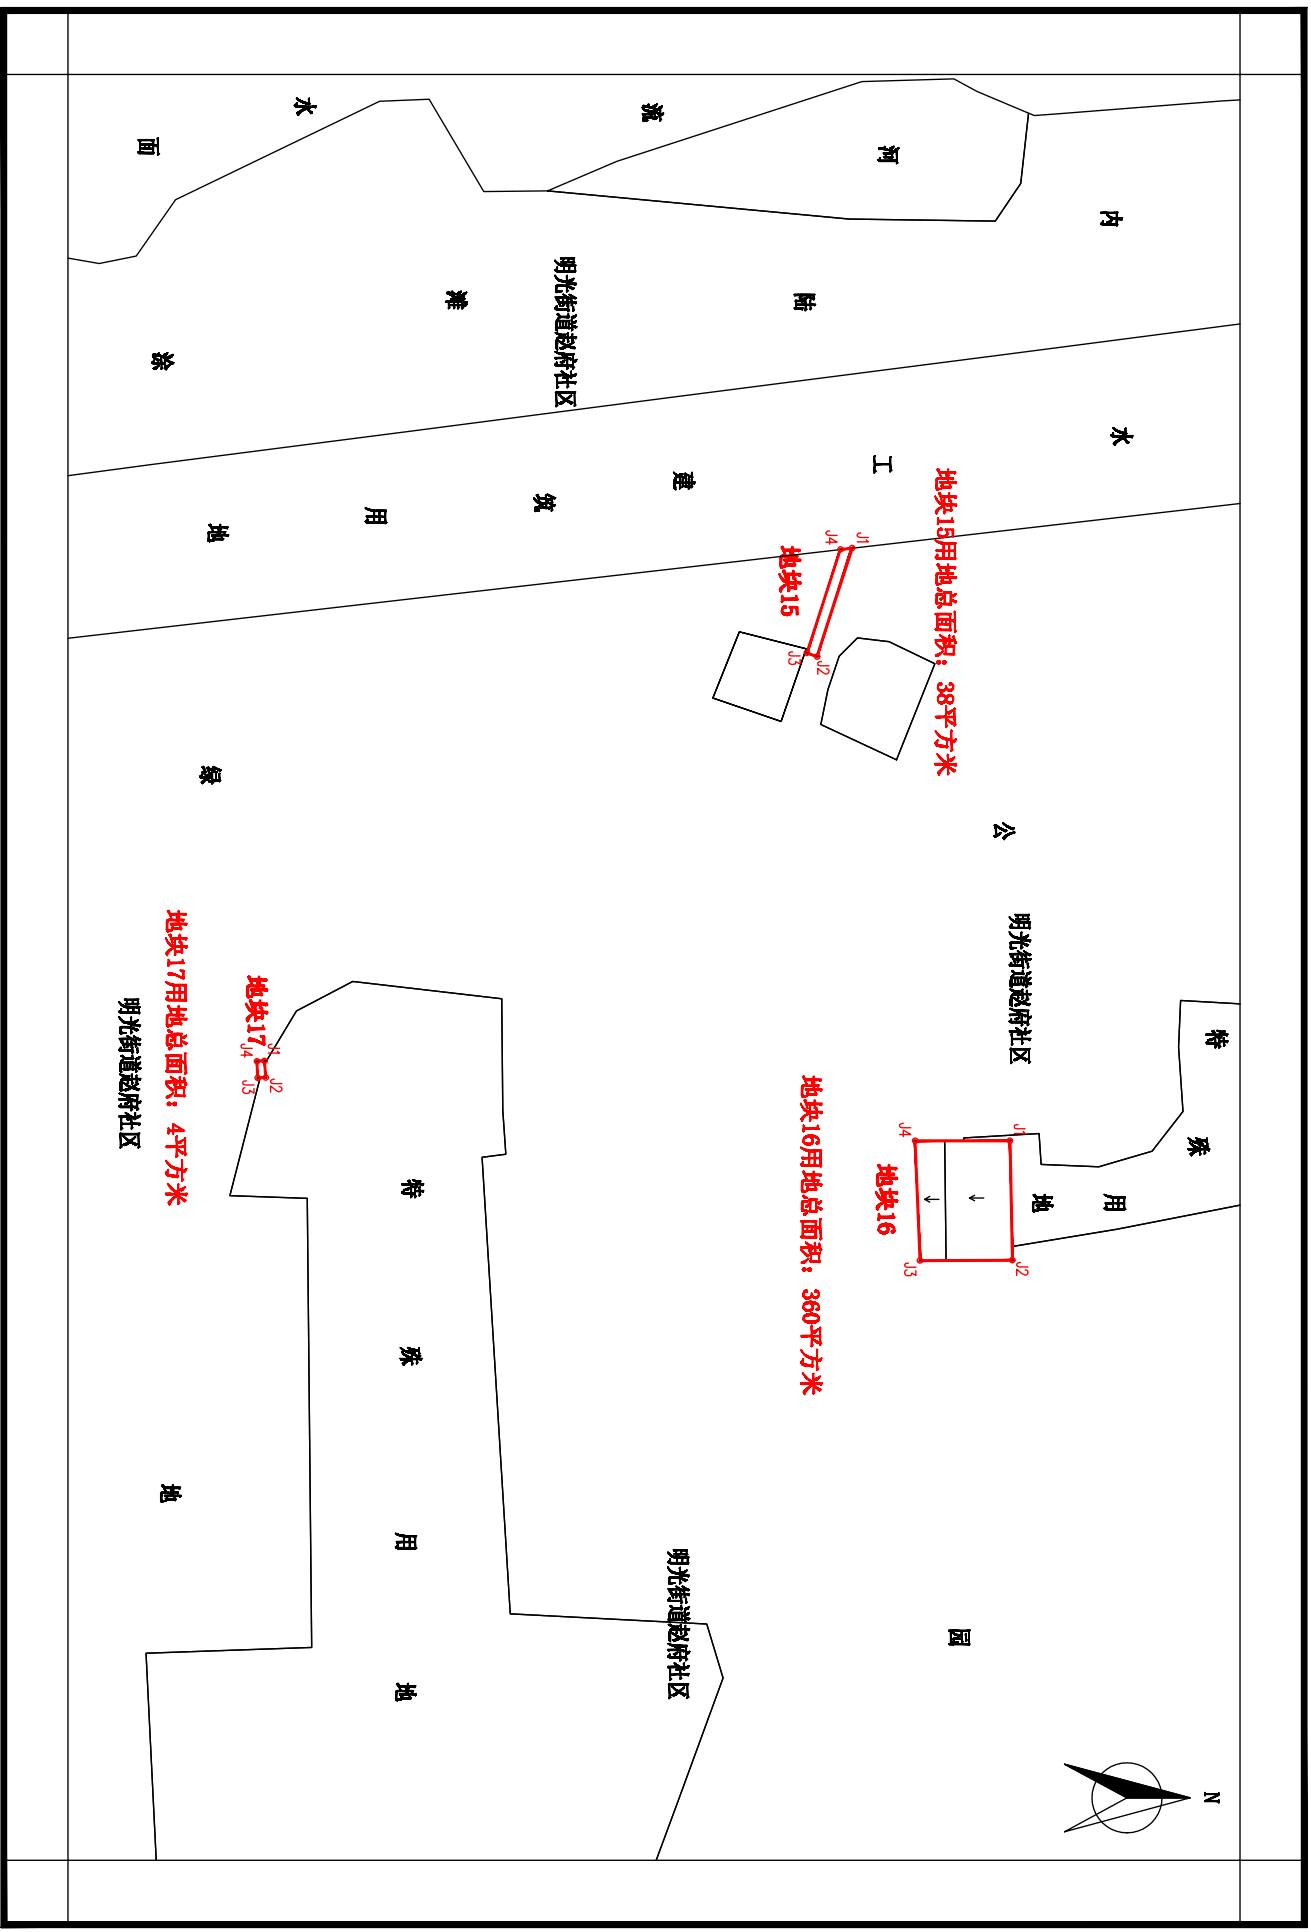 河流水面
内陆滩涂
明光街道赵府社区
水工建筑用地
地块15用地总面积：38平方米
J1
J4
地块15
J2
J3
公园绿地
明光街道赵府社区
特殊用地
地块16用地总面积：360平方米
J1
J4
地块16
J2
J3
地块17用地总面积：4平方米
地块17
J1
J4
J2
J3
明光街道赵府社区
特殊用地
明光街道赵府社区
N